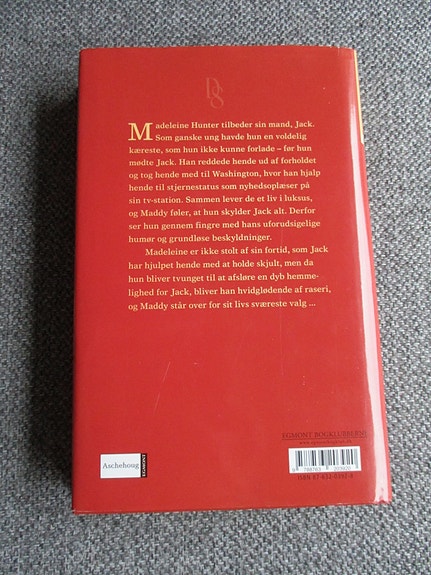 DS
Madeleine Hunter tilbeder sin mand, Jack.
Som ganske ung havde hun en voldelig
kæreste, som hun ikke kunne forlade – før hun
mødte Jack. Han reddede hende ud af forholdet
og tog hende med til Washington, hvor han hjalp
hende til stjernestatus som nyhedsoplæser på
sin tv-station. Sammen lever de et liv i luksus,
og Maddy føler, at hun skylder Jack alt. Derfor
ser hun gennem fingre med hans uforudsigelige
humør og grundløse beskyldninger.
Madeleine er ikke stolt af sin fortid, som Jack
har hjulpet hende med at holde skjult, men da
hun bliver tvunget til at afsløre en dyb hemme-
lighed for Jack, bliver han hvidglødende af raseri,
og Maddy står over for sit livs sværeste valg ...
EGMONT BOGKLUBBERNE
Aschehoug
EGMONT